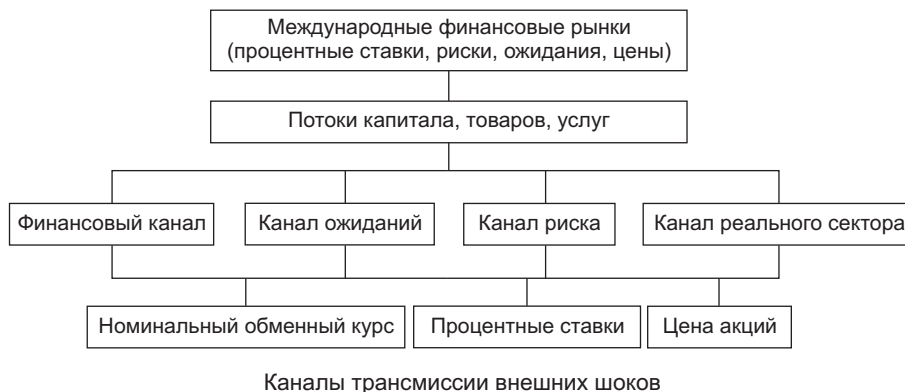 Международные финансовые рынки
(процентные ставки, риски, ожидания, цены)
Потоки капитала, товаров, услуг
Финансовый канал
Канал ожиданий
Канал риска
Канал реального сектора
Номинальный обменный курс
Процентные ставки
Цена акций
Каналы трансмиссии внешних шоков